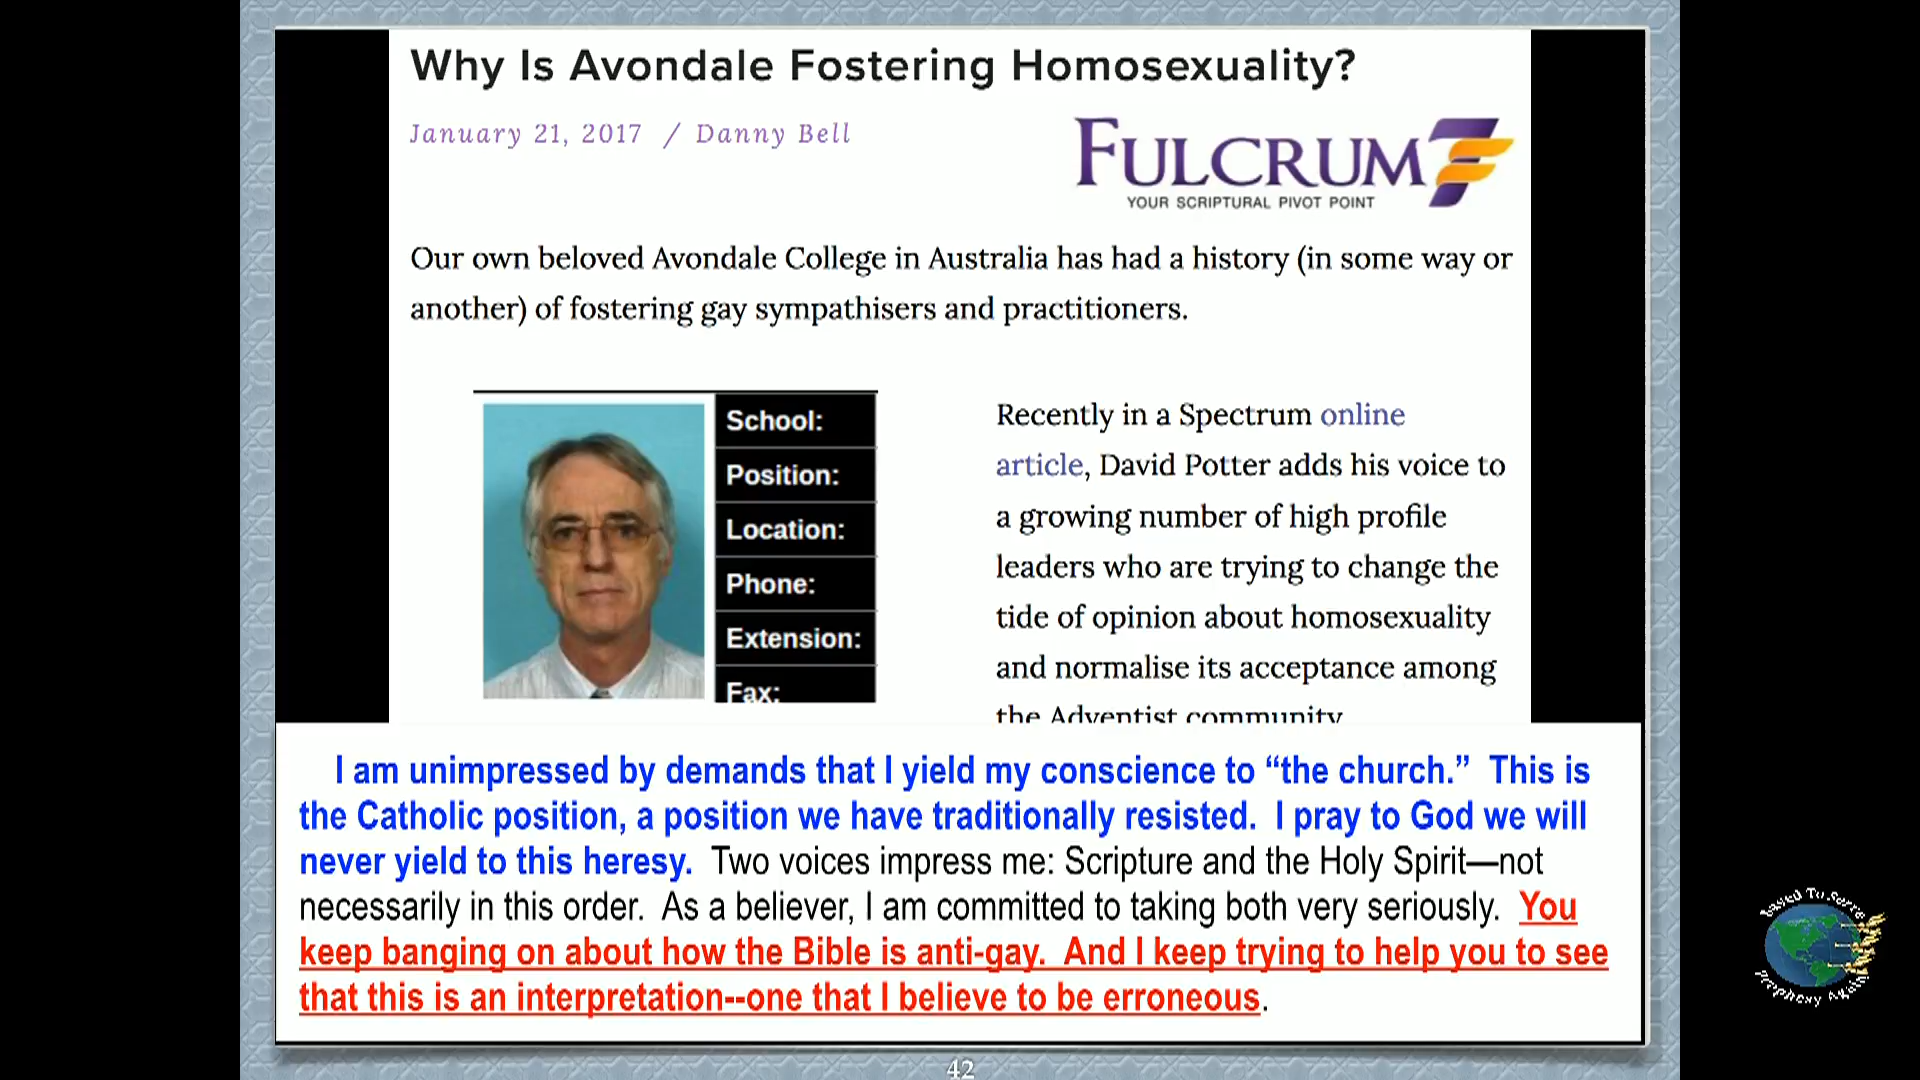 Why Is Avondale Fostering Homosexuality?
January 21, 2017 / Danny Bell
FULCRUM7
YOUR SCRIPTURAL PIVOT POINT
Our own beloved Avondale College in Australia has had a history (in some way or
another) of fostering gay sympathisers and practitioners.
School:
Position:
Location:
Phone:
Extension:
Fax:
Recently in a Spectrum online
article, David Potter adds his voice to
a growing number of high profile
leaders who are trying to change the
tide of opinion about homosexuality
and normalise its acceptance among
the Adventist community
I am unimpressed by demands that I yield my conscience to “the church.” This is
the Catholic position, a position we have traditionally resisted. I pray to God we will
never yield to this heresy. Two voices impress me: Scripture and the Holy Spirit—not
necessarily in this order. As a believer, I am committed to taking both very seriously. You
keep banging on about how the Bible is anti-gay. And I keep trying to help you to see
that this is an interpretation--one that I believe to be erroneous.
To Serve
Prophecy Again
42